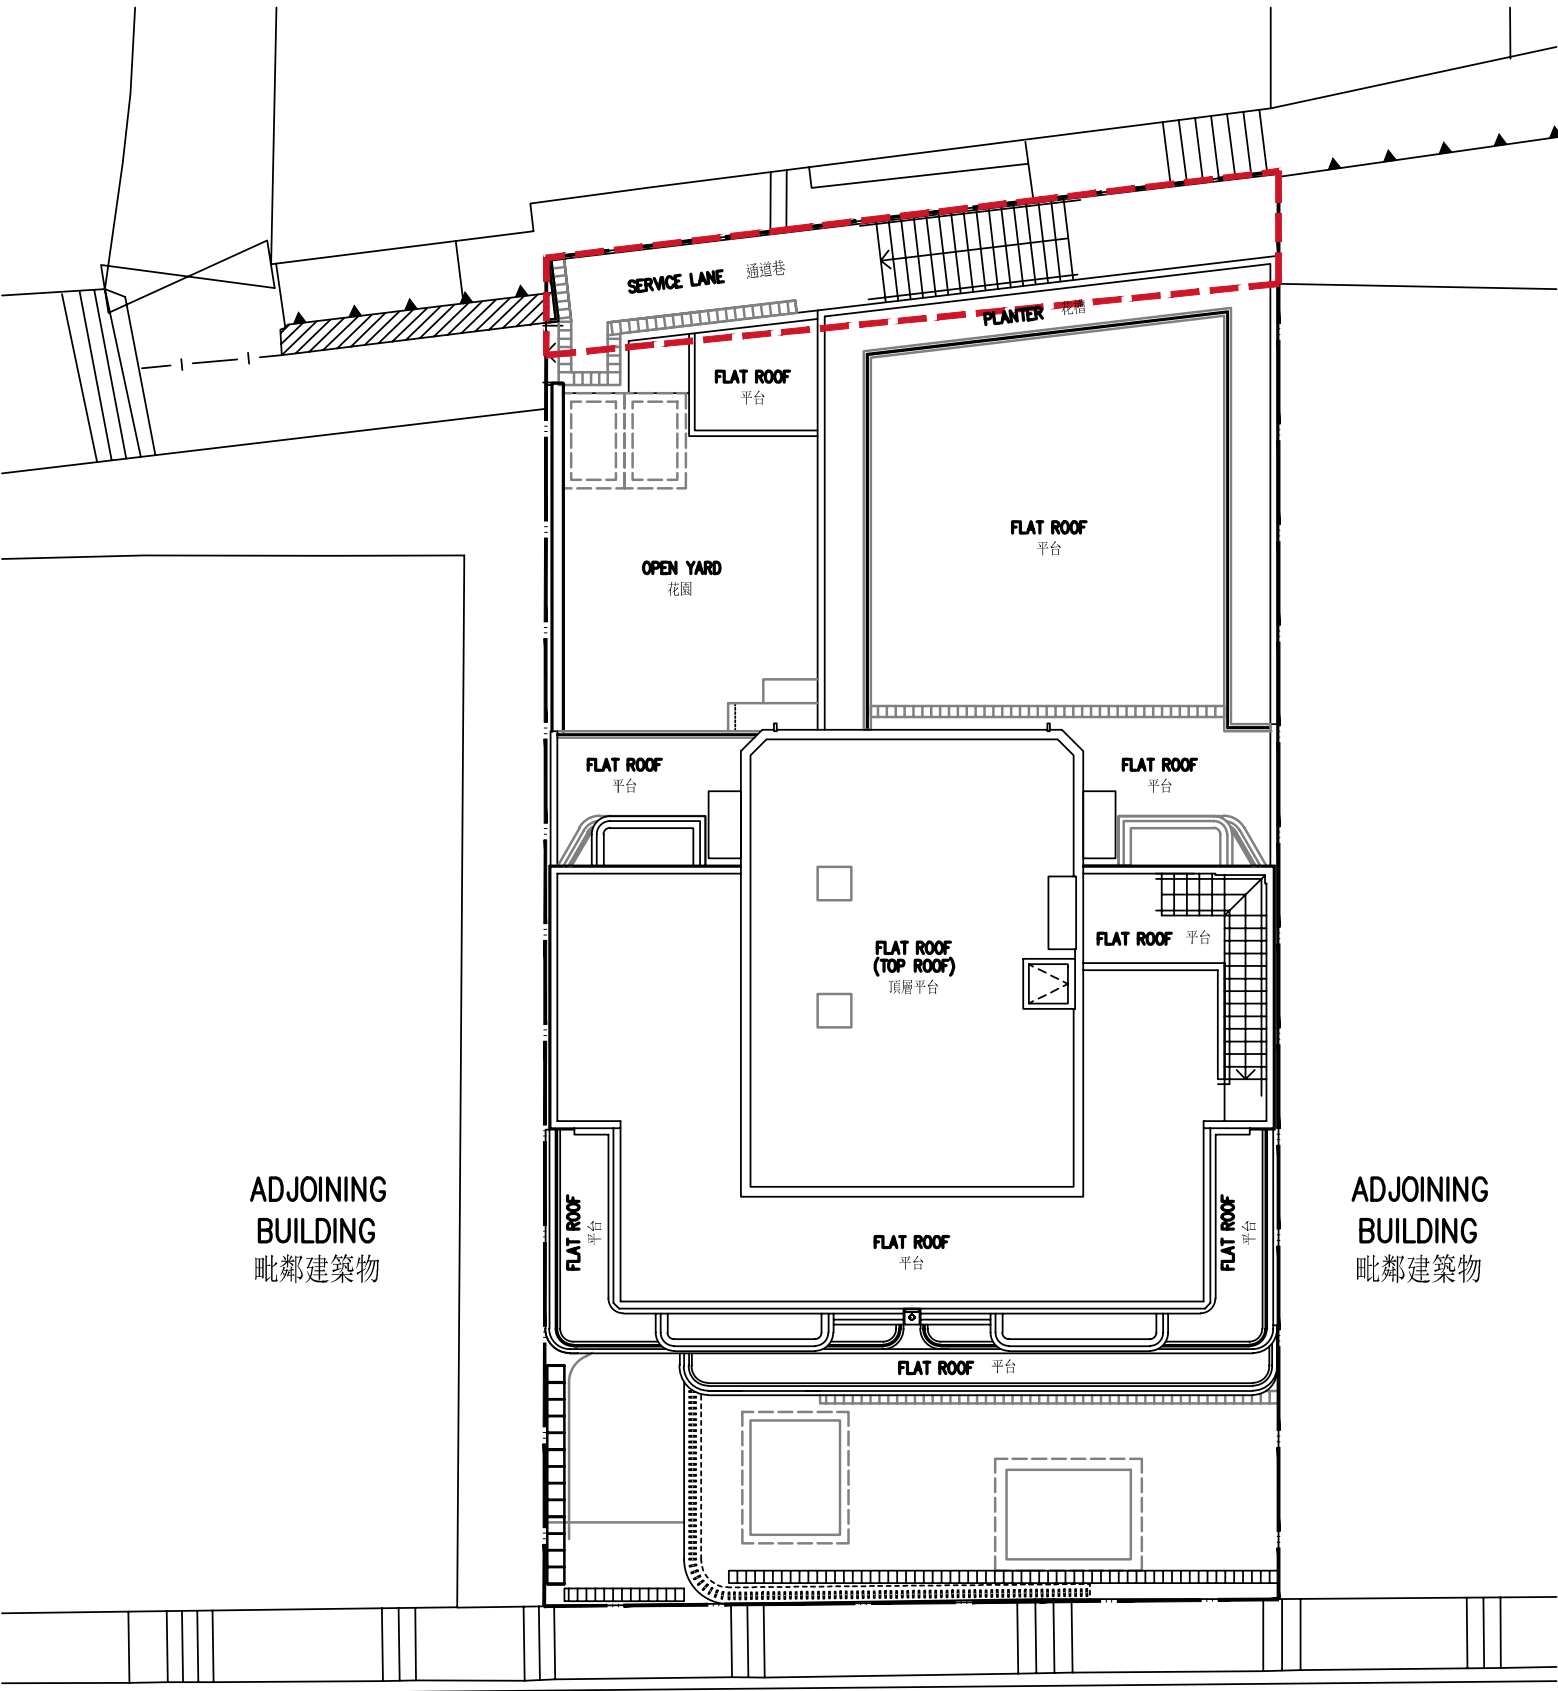 SERVICE LANE 通道巷
PLANTER 花槽
FLAT ROOF
平台
FLAT ROOF
平台
OPEN YARD
花園
FLAT ROOF
平台
FLAT ROOF
平台
FLAT ROOF 平台
FLAT ROOF
(TOP ROOF)
頂層平台
ADJOINING
BUILDING
毗鄰建築物
FLAT ROOF
平台
FLAT ROOF
平台
FLAT ROOF
平台
ADJOINING
BUILDING
毗鄰建築物
FLAT ROOF 平台